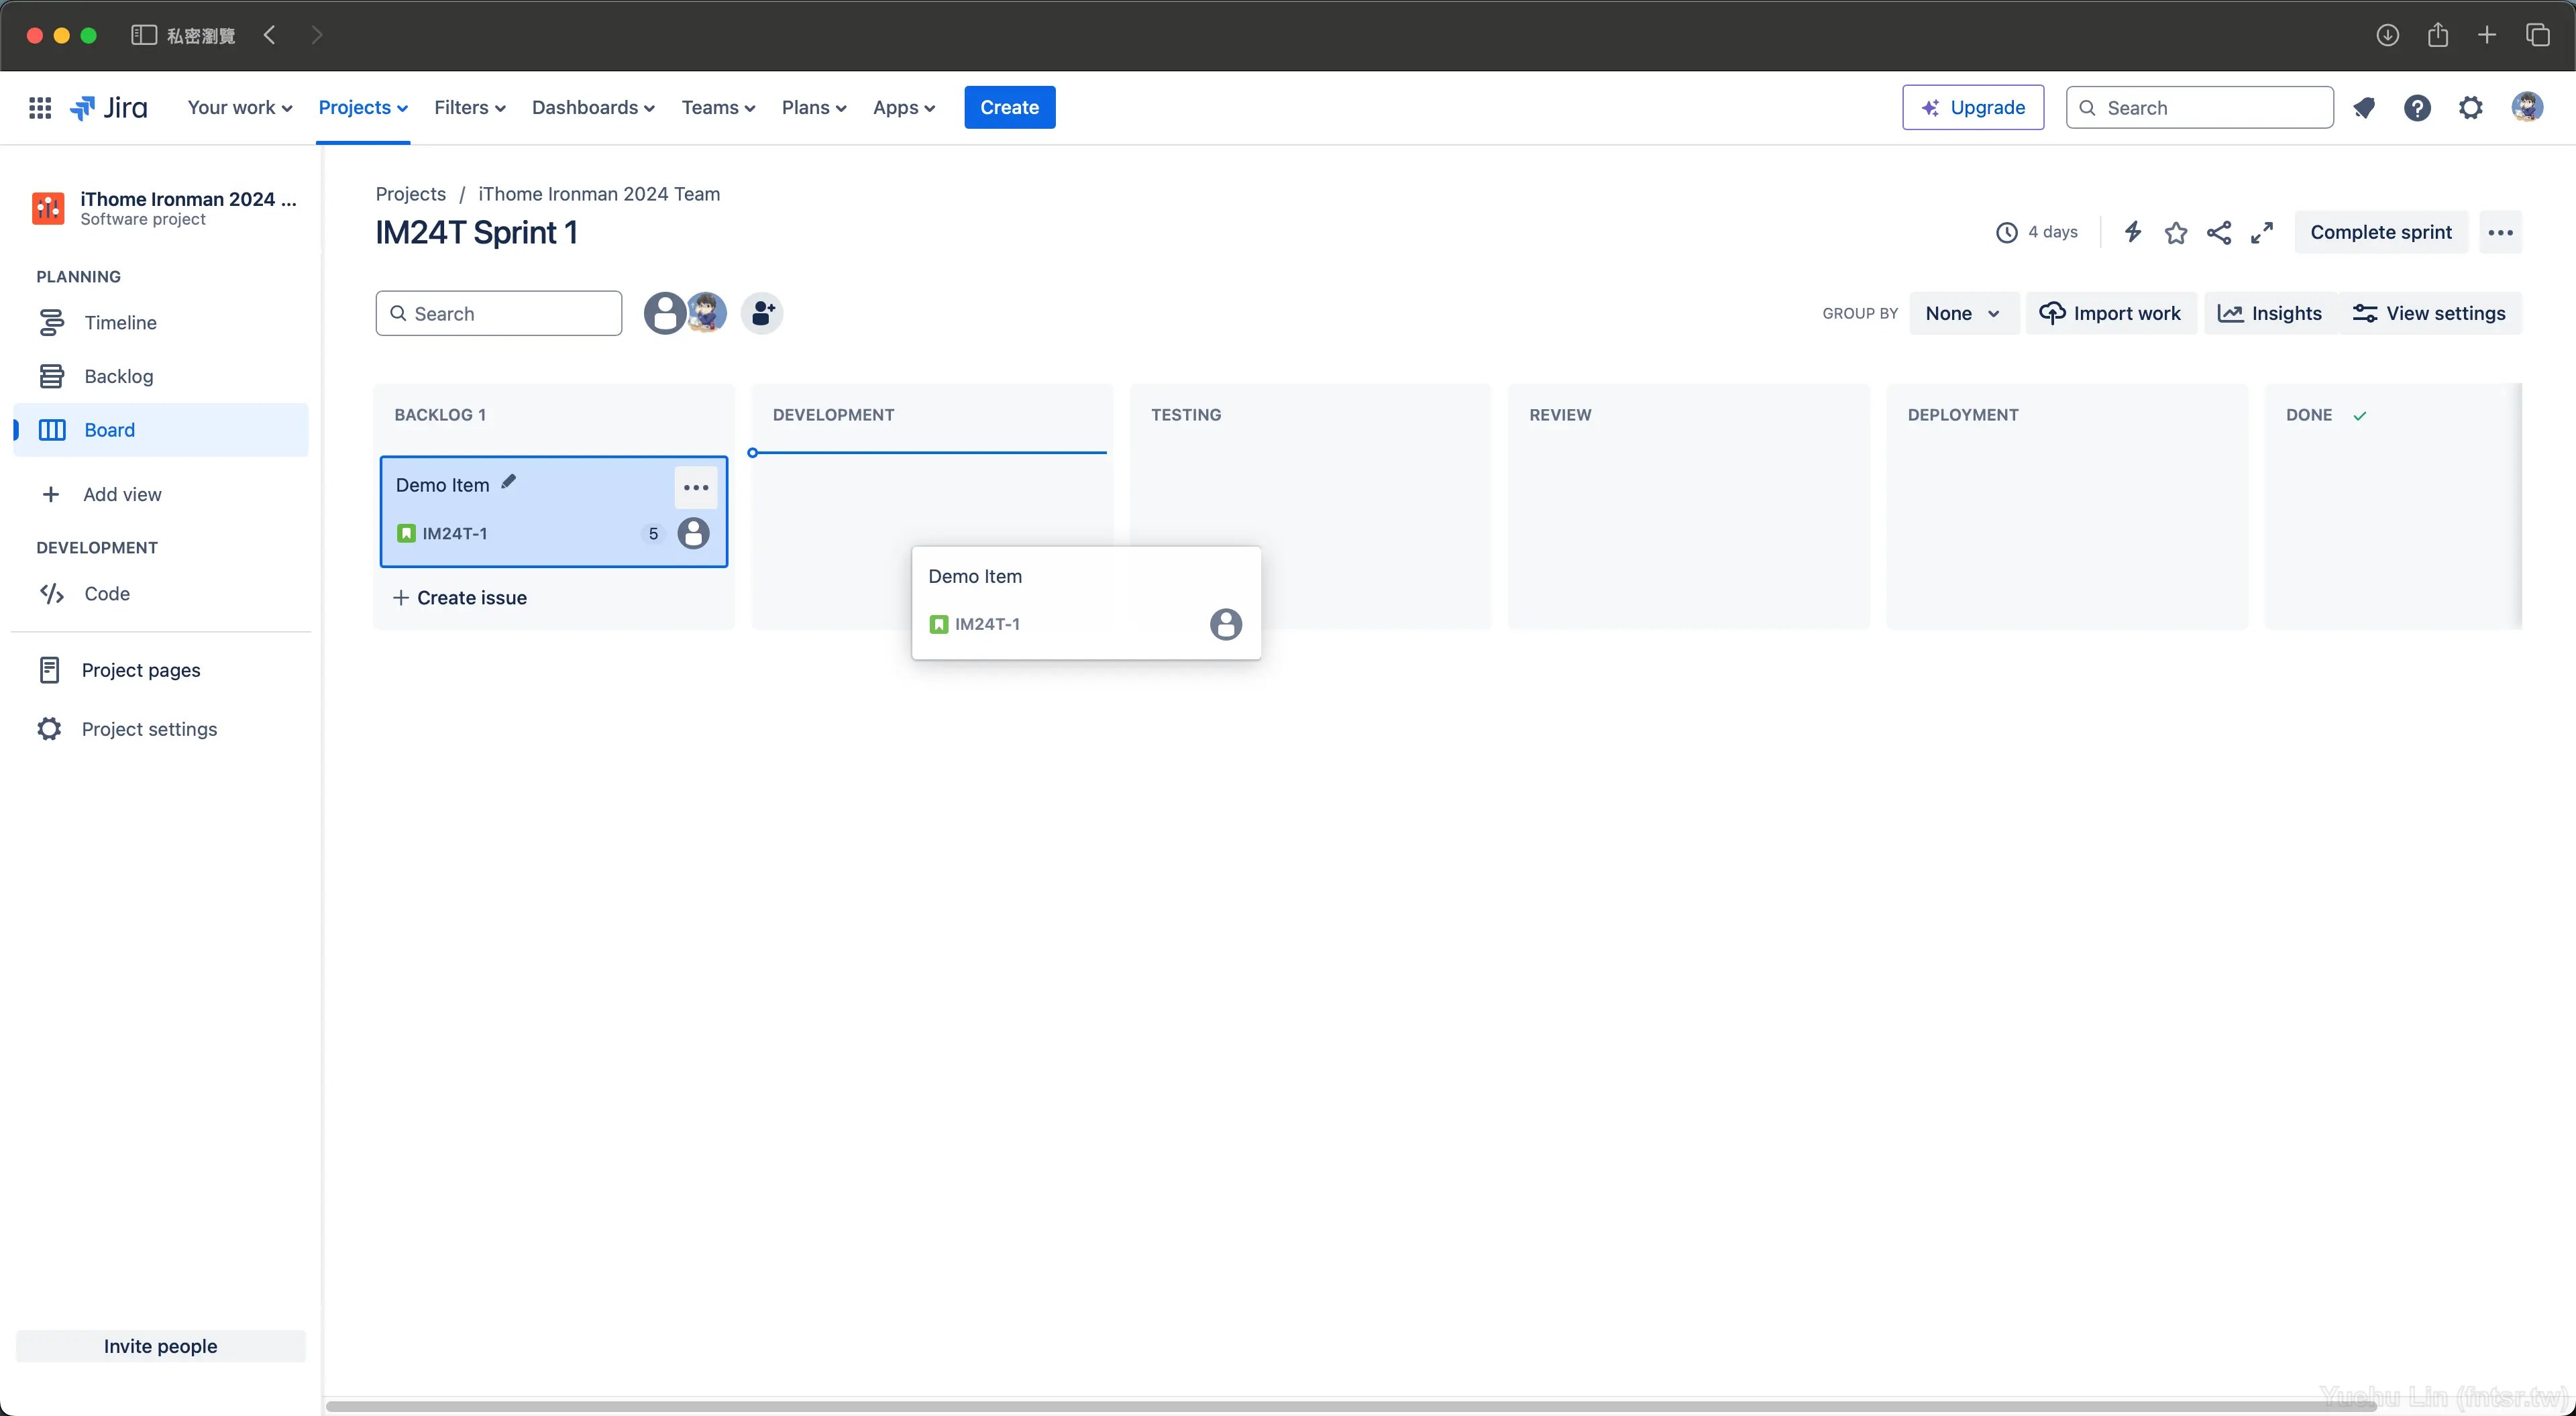 私密瀏覽
Jira
Your work
Projects
Filters
Dashboards
Teams
Plans
Apps
Create
Upgrade
Search
iThome Ironman 2024 ...
Software project
PLANNING
Timeline
Backlog
Board
Add view
DEVELOPMENT
Code
Project pages
Project settings
Invite people
Projects / iThome Ironman 2024 Team
IM24T Sprint 1
4 days
Complete sprint
Search
GROUP BY
None
Import work
Insights
View settings
BACKLOG 1
Demo Item
IM24T-1
5
Create issue
DEVELOPMENT
Demo Item
IM24T-1
TESTING
REVIEW
DEPLOYMENT
DONE
Yuehu Lin (fntsr.tw)